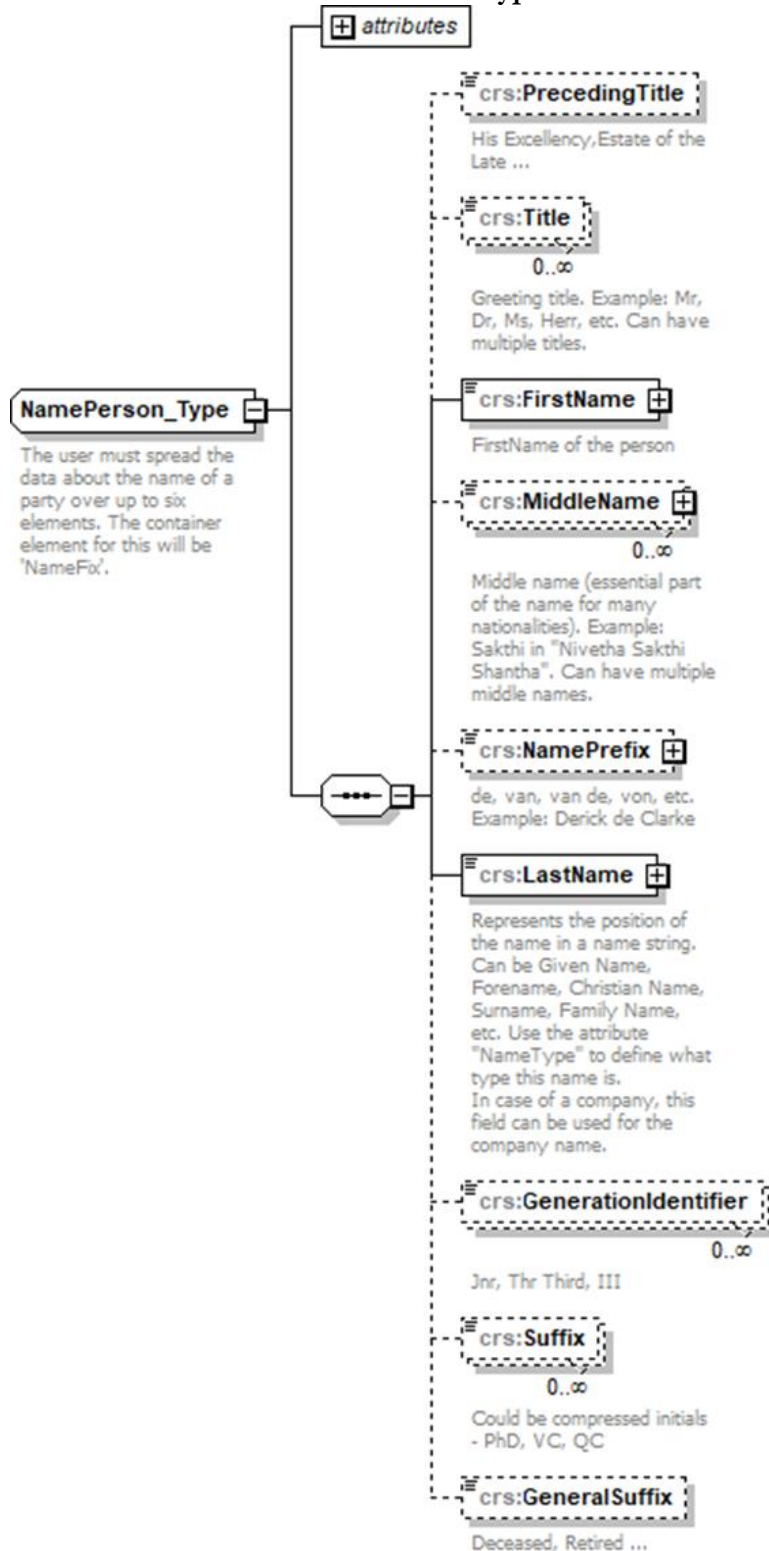 attributes
crs:PrecedingTitle
His Excellency,Estate of the
Late ...
crs:Title
0..∞
Greeting title. Example: Mr,
Dr, Ms, Herr, etc. Can have
multiple titles.
NamePerson_Type
The user must spread the
data about the name of a
party over up to six
elements. The container
element for this will be
'NameFix'.
crs:FirstName
FirstName of the person
crs:MiddleName
0..∞
Middle name (essential part
of the name for many
nationalities). Example:
Sakthi in "Nivetha Sakthi
Shantha". Can have multiple
middle names.
crs:NamePrefix
de, van, van de, von, etc.
Example: Derick de Clarke
crs:LastName
Represents the position of
the name in a name string.
Can be Given Name,
Forename, Christian Name,
Surname, Family Name,
etc. Use the attribute
"NameType" to define what
type this name is.
In case of a company, this
field can be used for the
company name.
crs:GenerationIdentifier
0..∞
Jnr, Thr Third, III
crs:Suffix
0..∞
Could be compressed initials
- PhD, VC, QC
crs:GeneralSuffix
Deceased, Retired ...